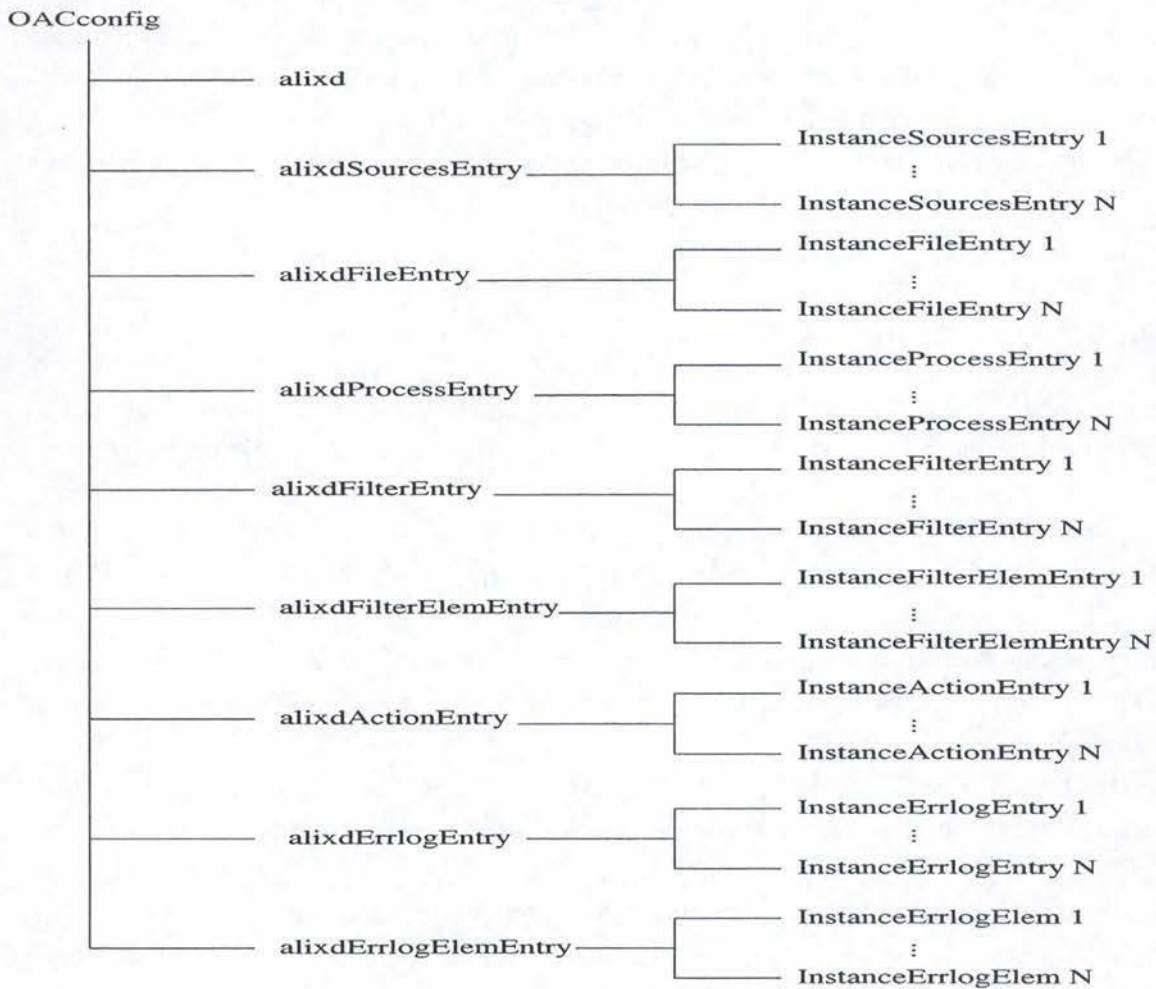 OACconfig
alixd
alixdSourcesEntry
InstanceSourcesEntry 1
⋮
InstanceSourcesEntry N
alixdFileEntry
InstanceFileEntry 1
⋮
InstanceFileEntry N
alixdProcessEntry
InstanceProcessEntry 1
⋮
InstanceProcessEntry N
alixdFilterEntry
InstanceFilterEntry 1
⋮
InstanceFilterEntry N
alixdFilterElemEntry
InstanceFilterElemEntry 1
⋮
InstanceFilterElemEntry N
alixdActionEntry
InstanceActionEntry 1
⋮
InstanceActionEntry N
alixdErrlogEntry
InstanceErrlogEntry 1
⋮
InstanceErrlogEntry N
alixdErrlogElemEntry
InstanceErrlogElem 1
⋮
InstanceErrlogElem N